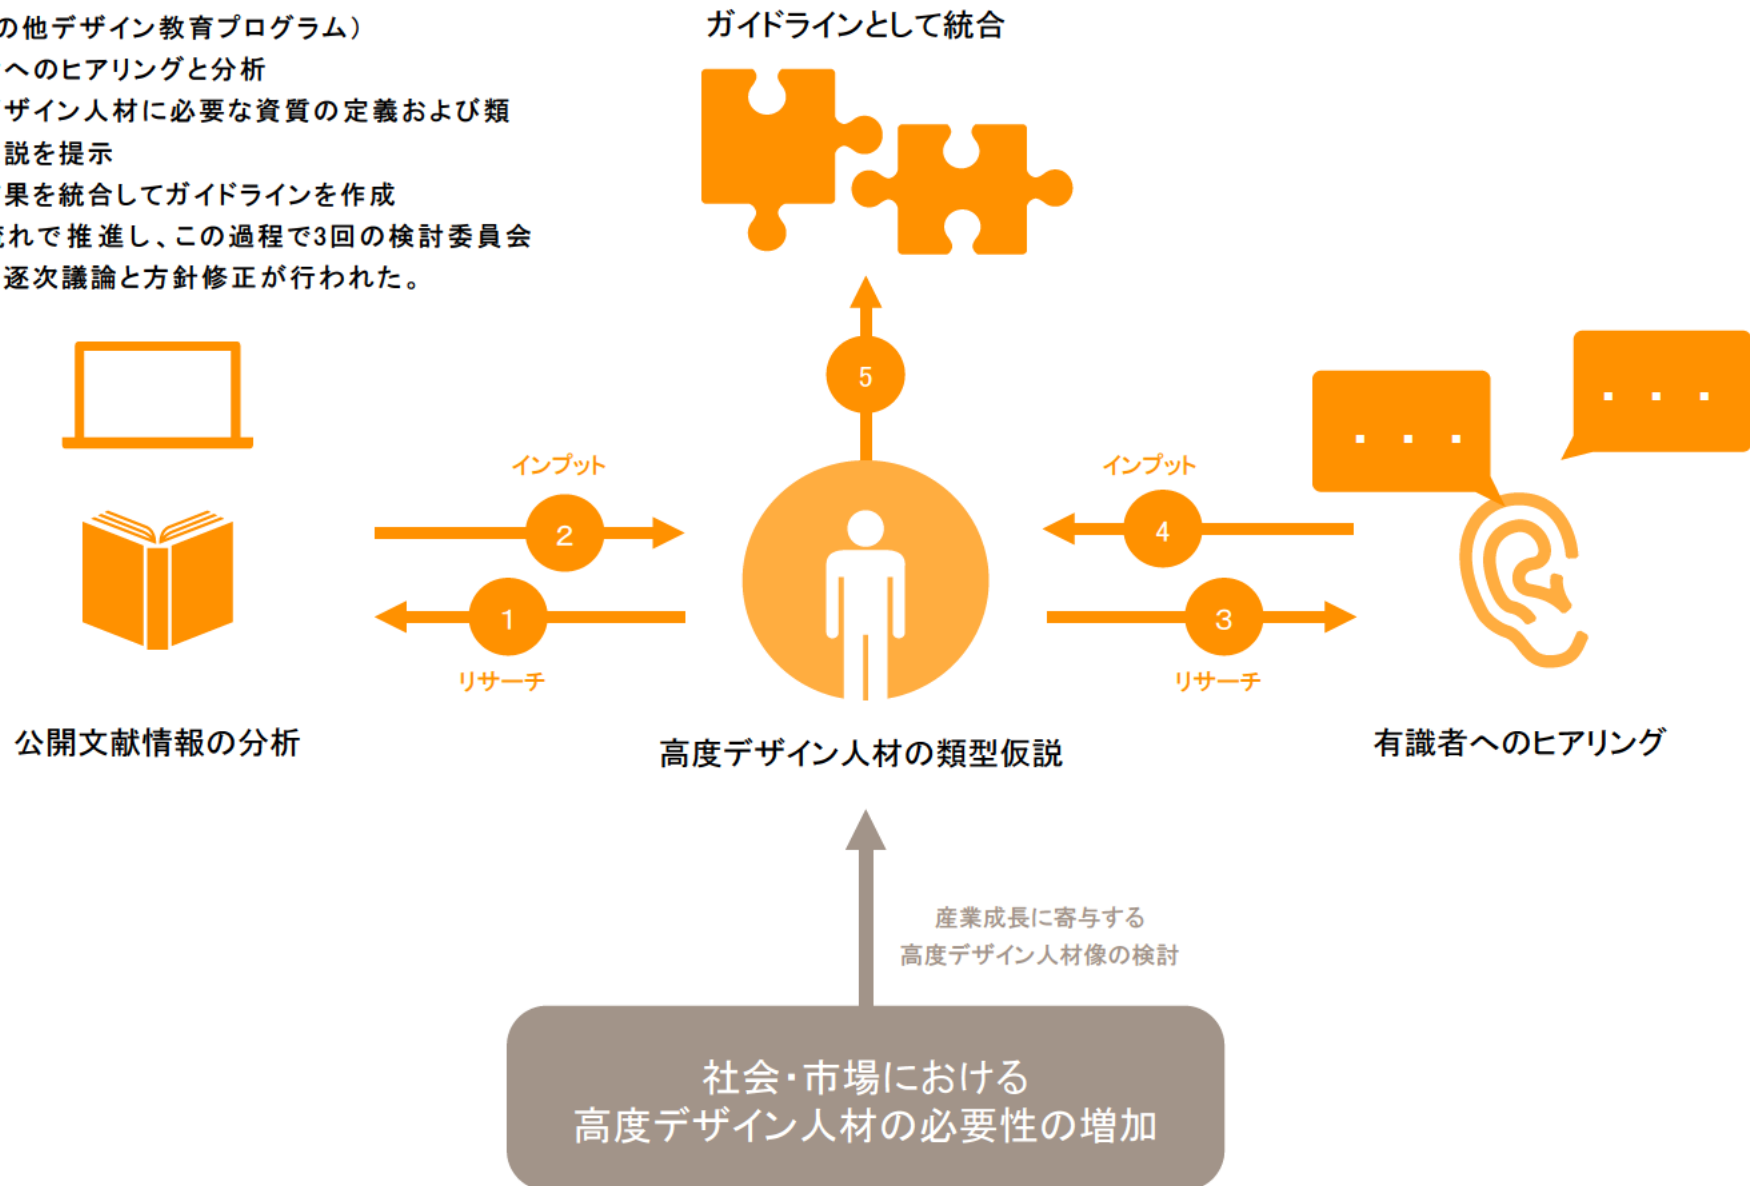 の他デザイン教育プログラム）
へのヒアリングと分析
ザイン人材に必要な資質の定義および類
説を提示
果を統合してガイドラインを作成
れで推進し、この過程で3回の検討委員会
逐次議論と方針修正が行われた。
ガイドラインとして統合
5
インプット
2
1
リサーチ
インプット
4
3
リサーチ
公開文献情報の分析
高度デザイン人材の類型仮説
有識者へのヒアリング
産業成長に寄与する
高度デザイン人材像の検討
社会・市場における
高度デザイン人材の必要性の増加